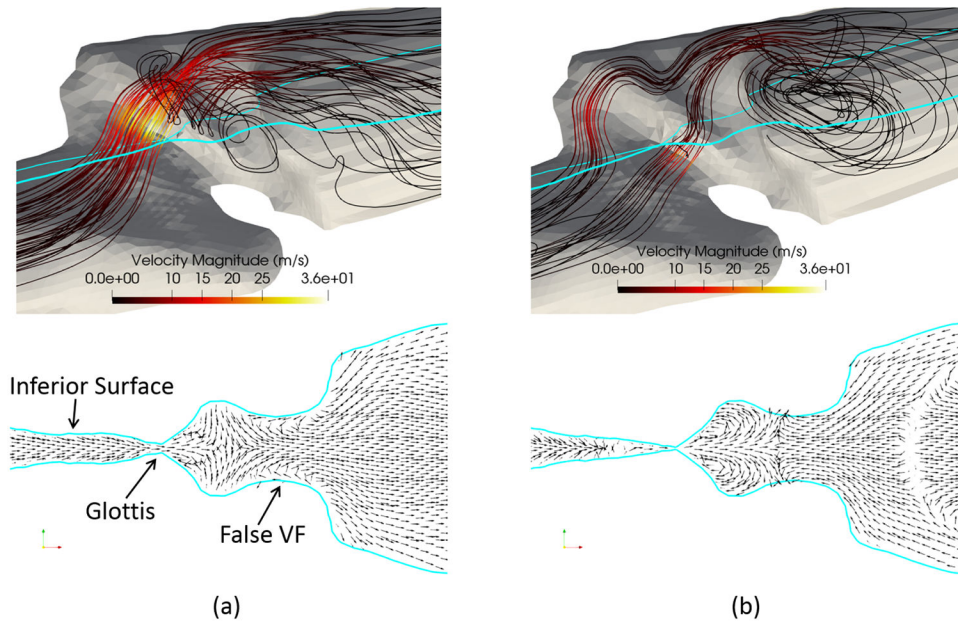 Velocity Magnitude (m/s)
0.0e+00 10 15 20 25 3.6e+01
Velocity Magnitude (m/s)
0.0e+00 10 15 20 25 3.6e+01
Inferior Surface
Glottis
False VF
(a)
(b)